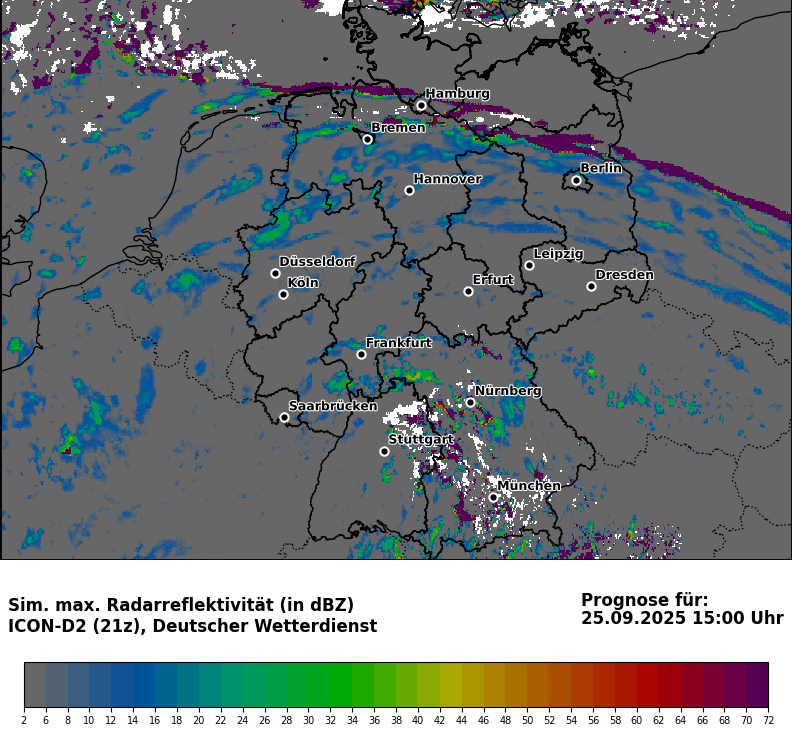 Hamburg
Bremen
Berlin
Hannover
Leipzig
Düsseldorf
Dresden
Erfurt
Köln
Frankfurt
Nürnberg
Saarbrücken
Stuttgart
München
Sim. max. Radarreflektivität (in dBZ)
ICON-D2 (21z), Deutscher Wetterdienst
Prognose für:
25.09.2025 15:00 Uhr
2 6 8 10 12 14 16 18 20 22 24 26 28 30 32 34 36 38 40 42 44 46 48 50 52 54 56 58 60 62 64 66 68 70 72